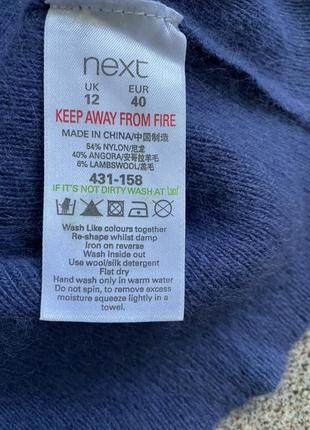 next
UK EUR
12 40
KEEP AWAY FROM FIRE
MADE IN CHINA/中国制造
54% NYLON/尼龙
40% ANGORA/安哥拉羊毛
6% LAMBSWOOL/羔毛
431-158
IF IT'S NOT DIRTY WASH AT 30
Wash Like colours together
Re-shape whilst damp
Iron on reverse
Wash inside out
Use wool/silk detergent
Flat dry
Hand wash only in warm water
Do not spin, to remove excess
moisture squeeze lightly in a
towel.